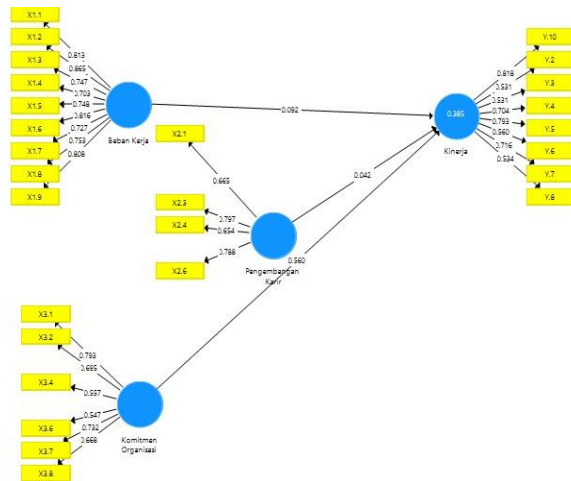 X1.1
X1.2
X1.3
X1.4
X1.5
X1.6
X1.7
X1.8
X1.9
0.813
0.865
0.747
0.703
0.748
0.816
0.727
0.753
0.808
Beban Kerja
0.092
0.385
Kinerja
Y.10
Y.2
Y.3
Y.4
Y.5
Y.6
Y.7
Y.8
0.818
0.531
0.531
0.704
0.793
0.560
0.716
0.534
X2.1
X2.3
X2.4
X2.6
0.665
0.797
0.654
0.788
Pengembangan
Karir
0.042
0.560
X3.1
X3.2
X3.4
X3.6
X3.7
X3.8
0.793
0.695
0.557
0.547
0.732
0.668
Komitmen
Organisasi